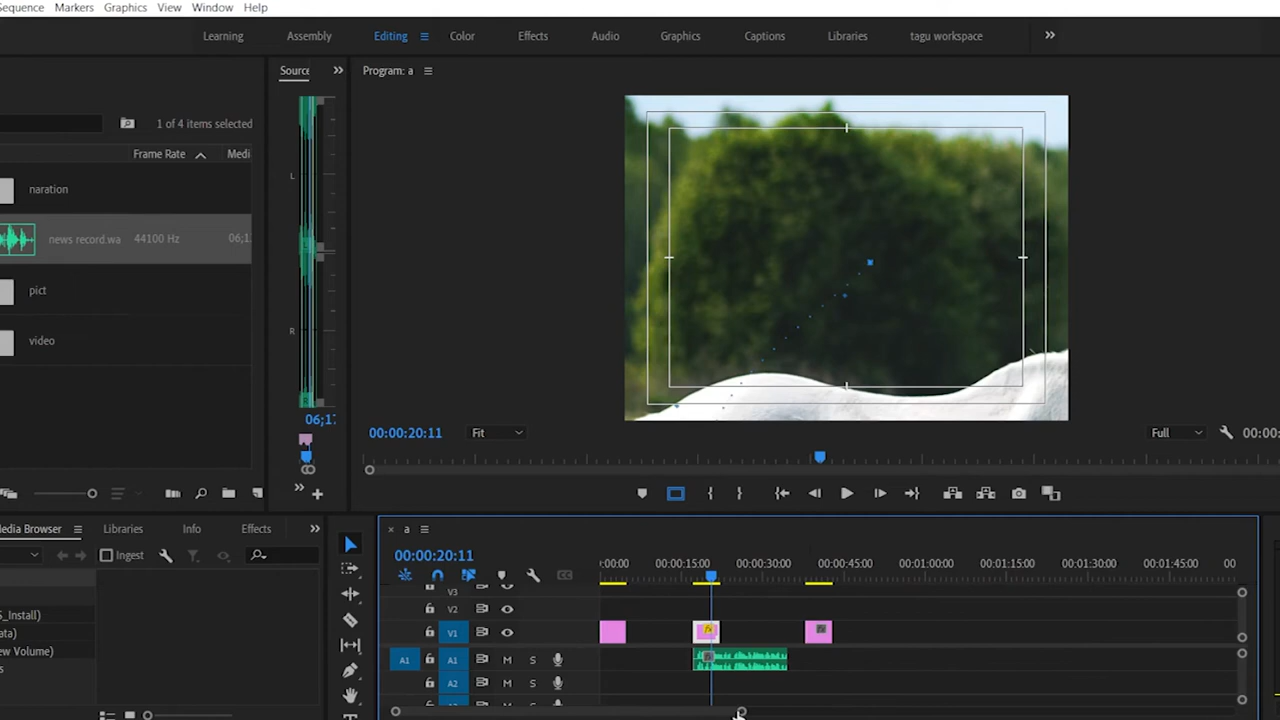 Sequence Markers Graphics View Window Help
Learning Assembly Editing Color Effects Audio Graphics Captions Libraries tagu workspace
Source Program: a
1 of 4 items selected
Frame Rate Medi
naration
news record.wa 44100 Hz 06;1
pict
video
L
R
06;1
00:00:20:11 Fit Full 00:00:
edia Browser Libraries Info Effects
Ingest
S_Install)
ata)
ew Volume)
s
a
00:00:20:11
:00:00 00:00:15:00 00:00:30:00 00:00:45:00 00:01:00:00 00:01:15:00 00:01:30:00 00:01:45:00 00
V3
V2
V1
A1 A1 M S
A2 M S